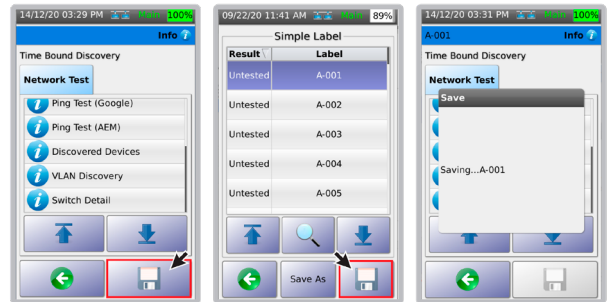 14/12/20 03:29 PM Main 100%
Info
Time Bound Discovery
Network Test
Ping Test (Google)
Ping Test (AEM)
Discovered Devices
VLAN Discovery
Switch Detail
09/22/20 11:41 AM Main 89%
Simple Label
Result Label
Untested A-001
Untested A-002
Untested A-003
Untested A-004
Untested A-005
Save As
14/12/20 03:31 PM Main 100%
A-001 Info
Time Bound Discovery
Network Test
Save
Saving...A-001